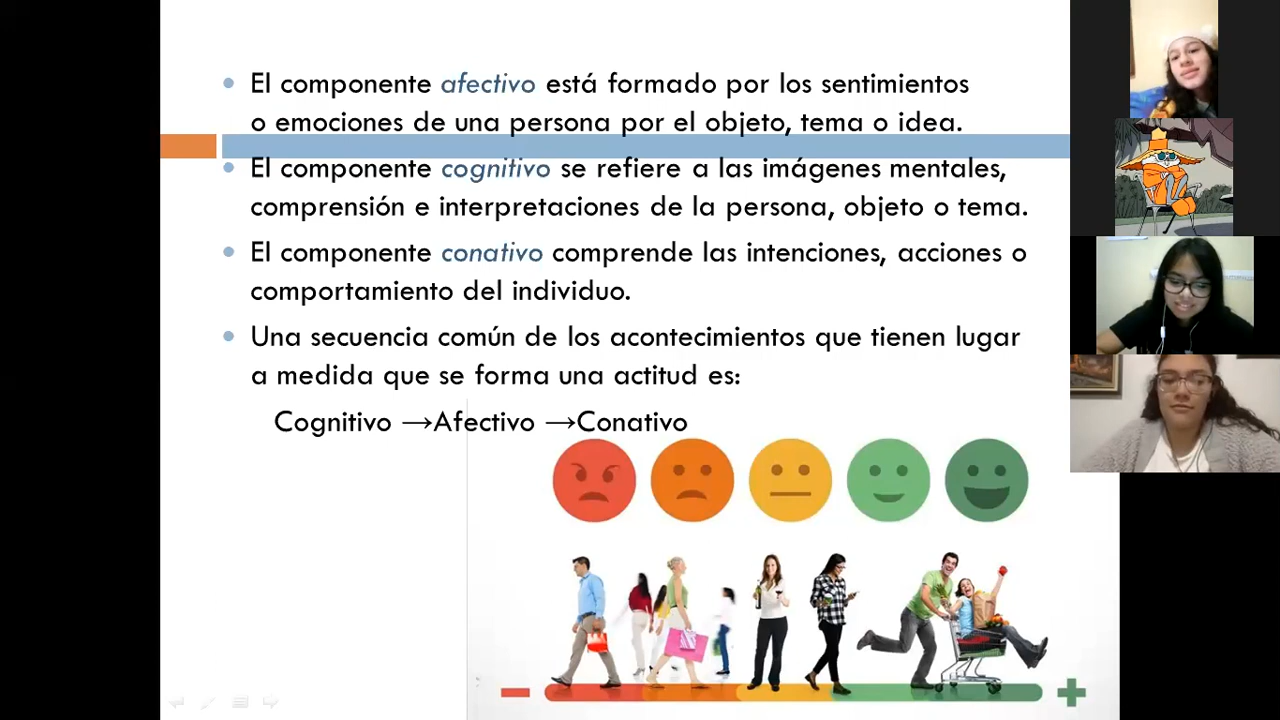 El componente afectivo está formado por los sentimientos
o emociones de una persona por el objeto, tema o idea.
El componente cognitivo se refiere a las imágenes mentales,
comprensión e interpretaciones de la persona, objeto o tema.
El componente conativo comprende las intenciones, acciones o
comportamiento del individuo.
Una secuencia común de los acontecimientos que tienen lugar
a medida que se forma una actitud es:
Cognitivo →Afectivo →Conativo